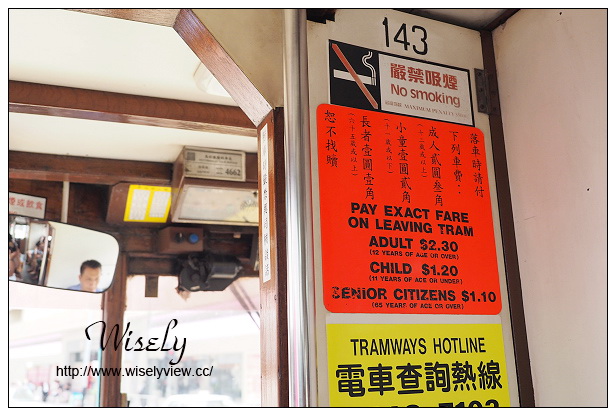 143
嚴禁吸煙
No smoking
MAXIMUM PENALTY
落車時請付
下列車費：
成人貳圓叁角
（十二歲或以上）
小童壹圓貳角
（十一歲或以下）
長者壹圓壹角
（六十五歲或以上）
恕不找贖
PAY EXACT FARE
ON LEAVING TRAM
ADULT $2.30
(12 YEARS OF AGE OR OVER)
CHILD $1.20
(11 YEARS OF AGE OR UNDER)
SENIOR CITIZENS $1.10
(65 YEARS OF AGE OR OVER)
TRAMWAYS HOTLINE
電車查詢熱線
4662
Wisely
http://www.wiselyview.cc/